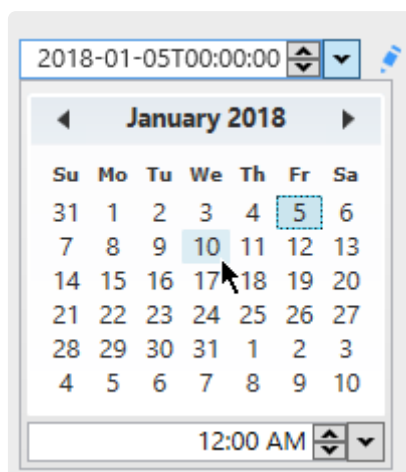 2018-01-05T00:00:00
January 2018
Su Mo Tu We Th Fr Sa
31 1 2 3 4 5 6
7 8 9 10 11 12 13
14 15 16 17 18 19 20
21 22 23 24 25 26 27
28 29 30 31 1 2 3
4 5 6 7 8 9 10
12:00 AM